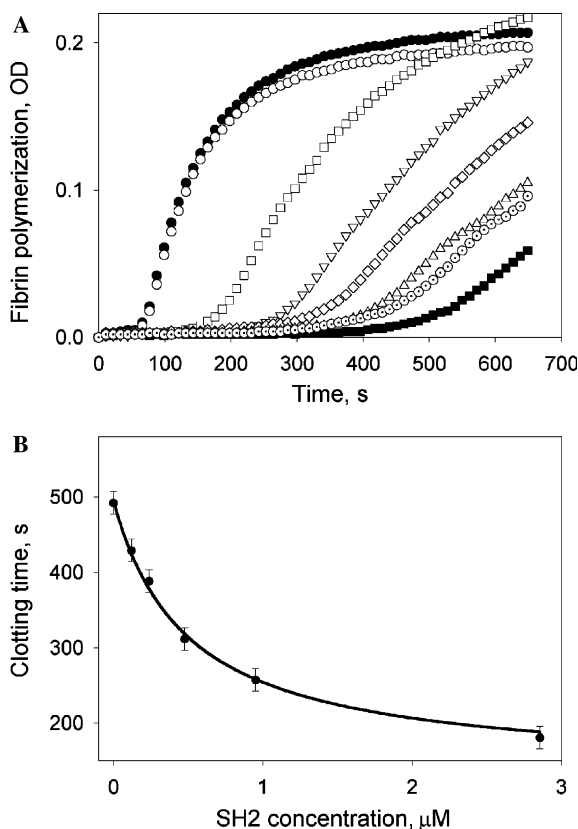 A
Fibrin polymerization, OD
0.2
0.1
0.0
0 100 200 300 400 500 600 700
Time, s
B
Clotting time, s
500
400
300
200
0 1 2 3
SH2 concentration, μM